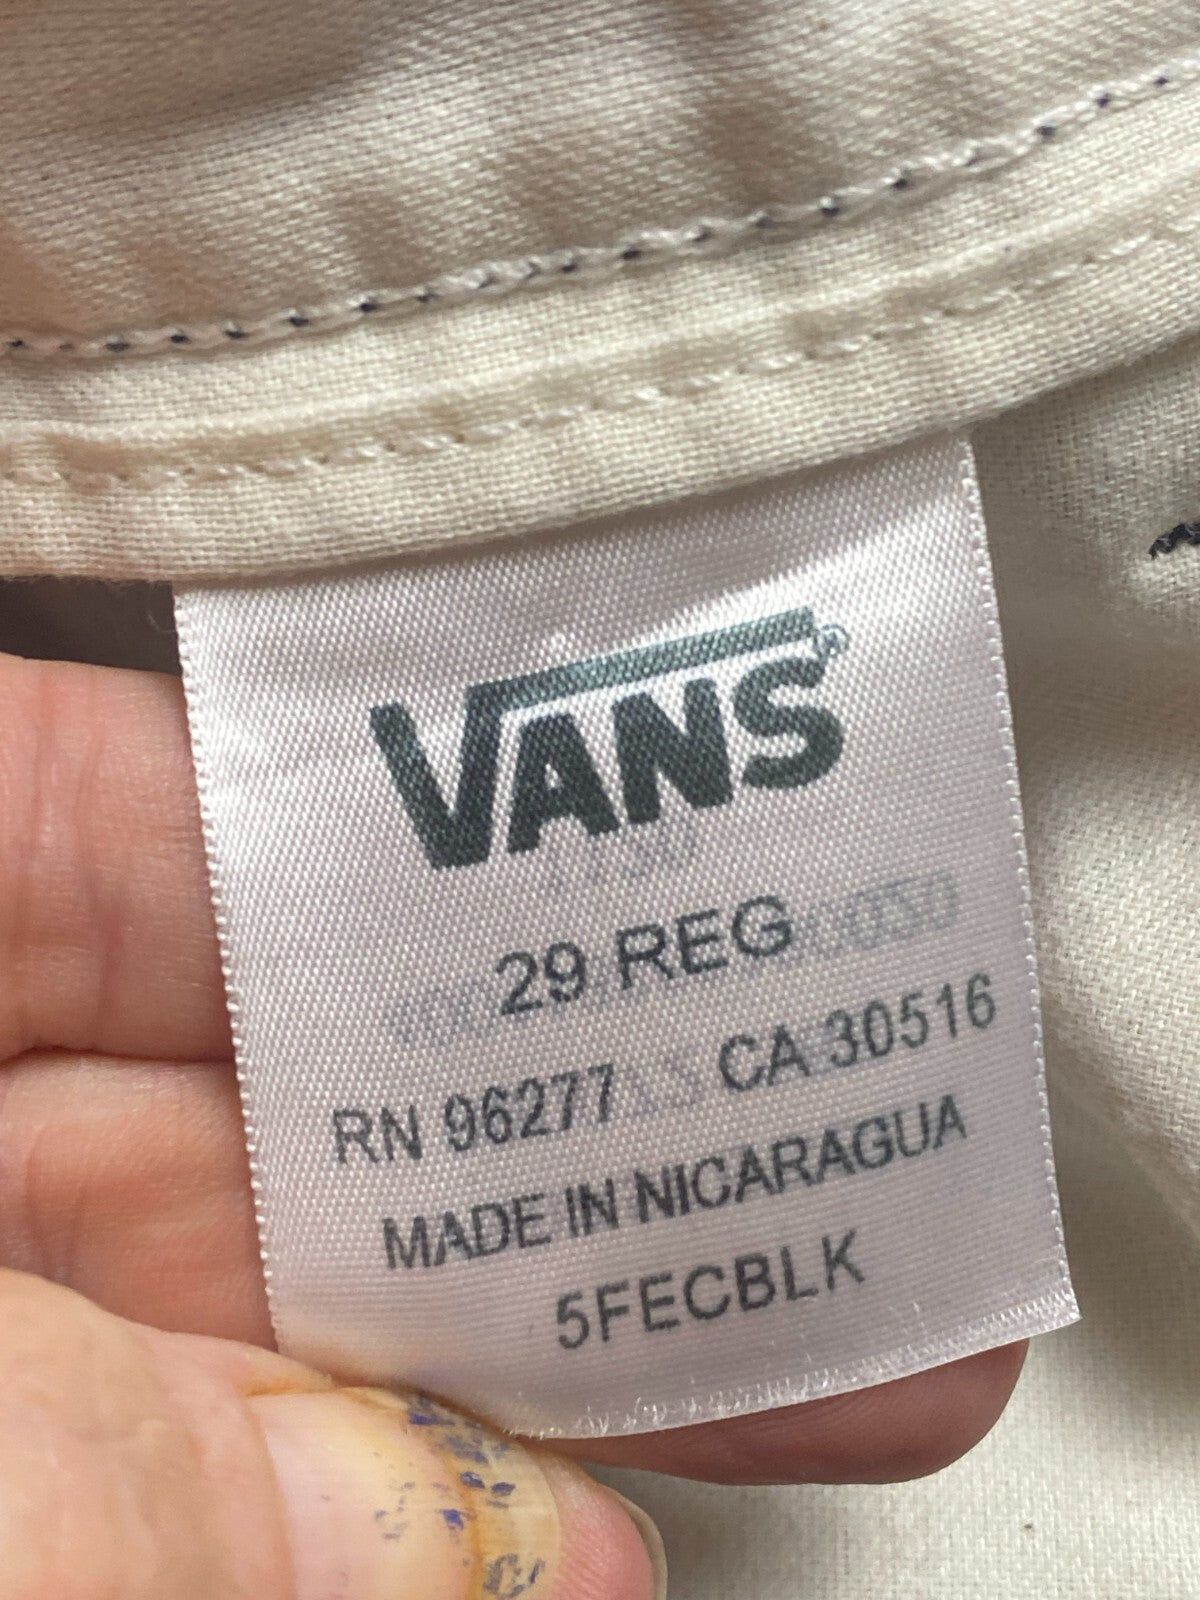 VANS®
29 REG
RN 96277 CA 30516
MADE IN NICARAGUA
5FECBLK